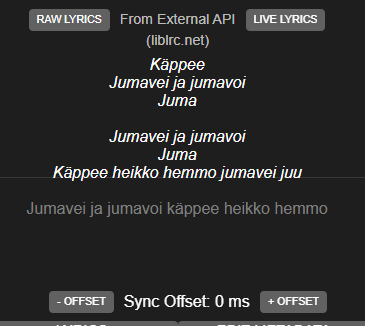 RAW LYRICS From External API LIVE LYRICS
(liblrc.net)
Käppee
Jumavei ja jumavoi
Juma
Jumavei ja jumavoi
Juma
Käppee heikko hemmo jumavei juu
Jumavei ja jumavoi käppee heikko hemmo
- OFFSET Sync Offset: 0 ms + OFFSET